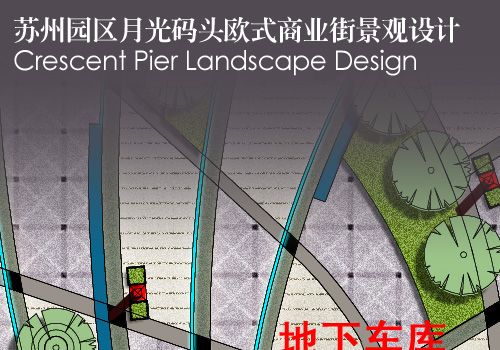 苏州园区月光码头欧式商业街景观设计
Crescent Pier Landscape Design
地下车库